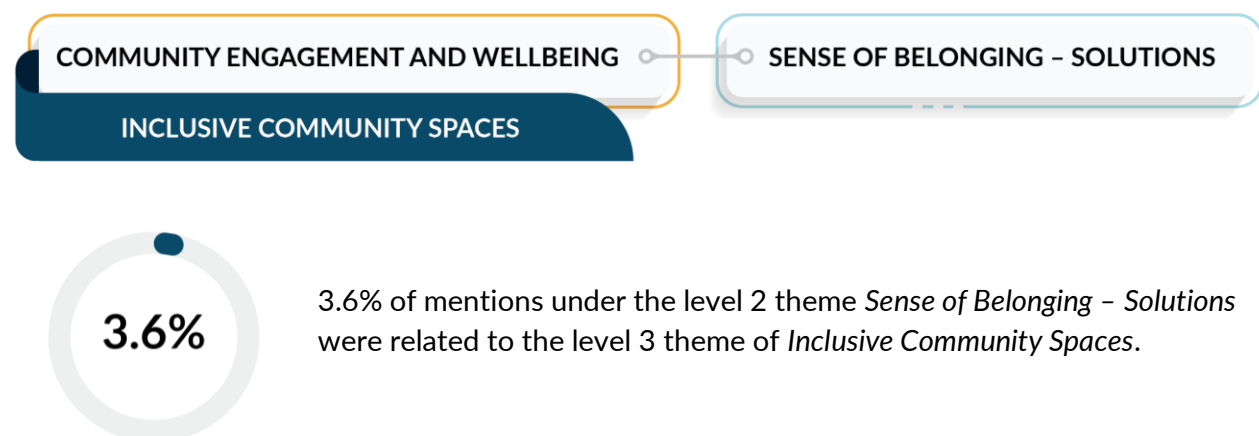 COMMUNITY ENGAGEMENT AND WELLBEING
SENSE OF BELONGING – SOLUTIONS
INCLUSIVE COMMUNITY SPACES
3.6%
3.6% of mentions under the level 2 theme Sense of Belonging – Solutions
were related to the level 3 theme of Inclusive Community Spaces.